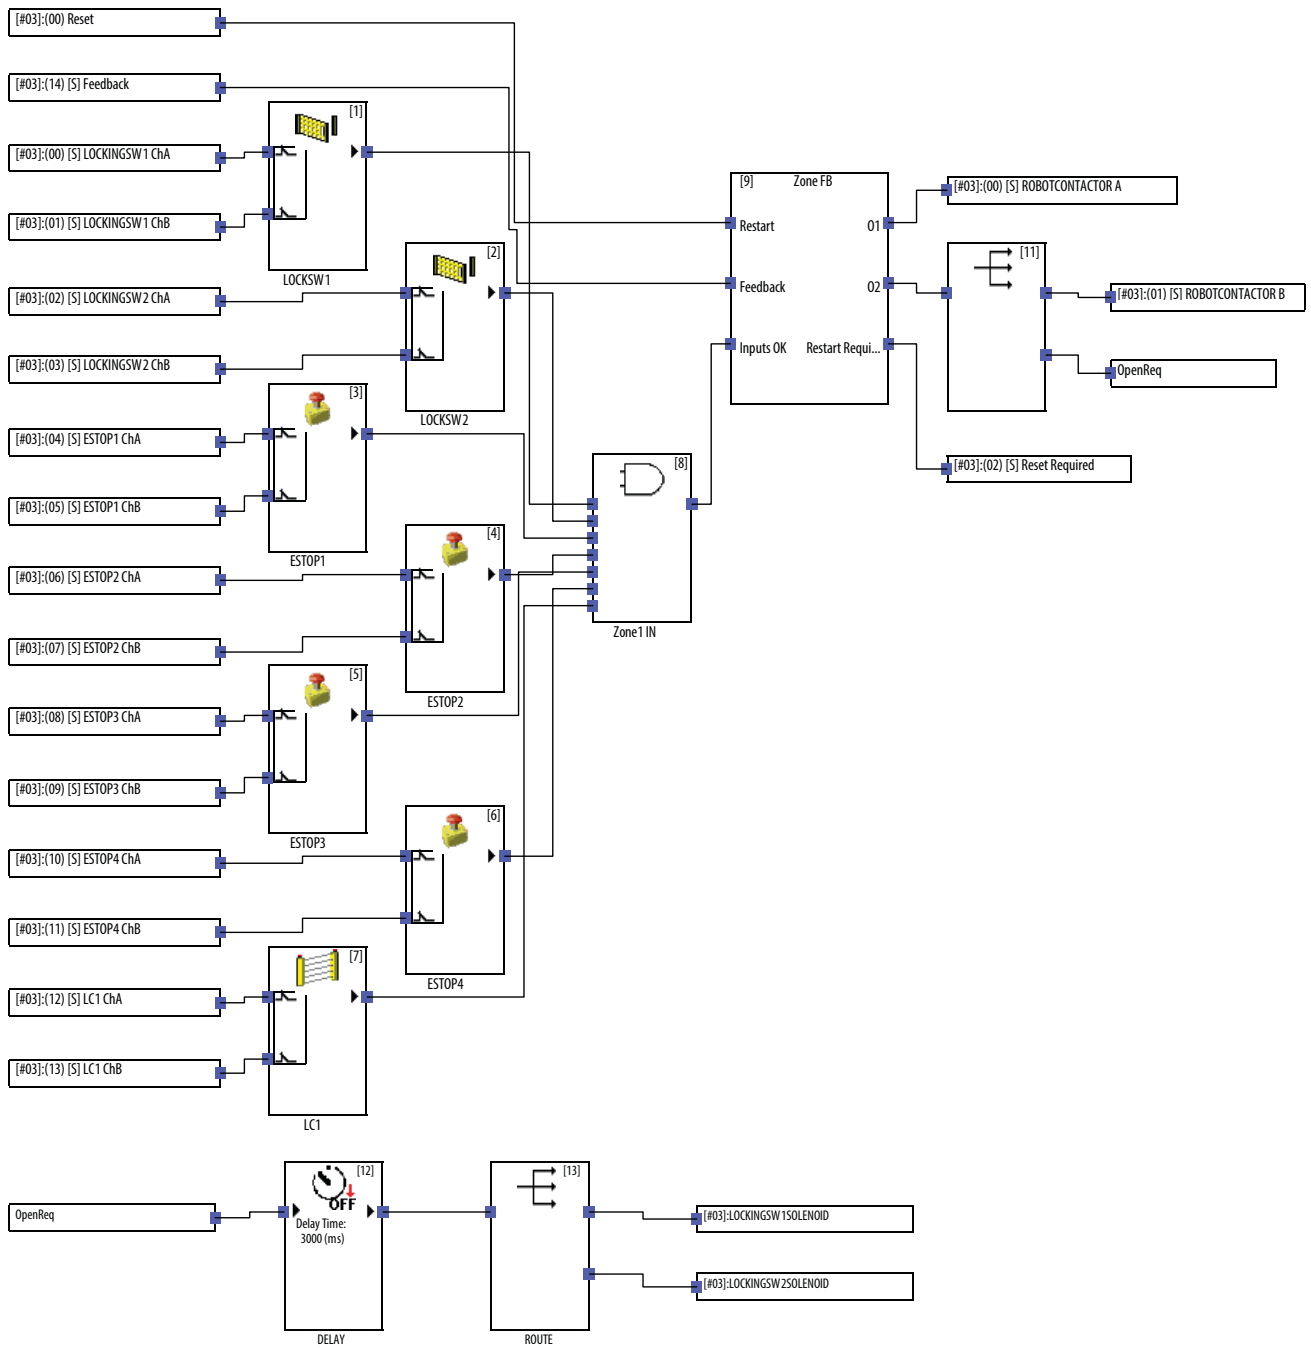 [#03]:(00) Reset
[#03]:(14) [S] Feedback
[1]
[#03]:(00) [S] LOCKINGSW1 ChA
[#03]:(01) [S] LOCKINGSW1 ChB
LOCKSW1
[2]
[#03]:(02) [S] LOCKINGSW2 ChA
[#03]:(03) [S] LOCKINGSW2 ChB
LOCKSW2
[3]
[#03]:(04) [S] ESTOP1 ChA
[#03]:(05) [S] ESTOP1 ChB
ESTOP1
[4]
[#03]:(06) [S] ESTOP2 ChA
[#03]:(07) [S] ESTOP2 ChB
ESTOP2
[5]
[#03]:(08) [S] ESTOP3 ChA
[#03]:(09) [S] ESTOP3 ChB
ESTOP3
[6]
[#03]:(10) [S] ESTOP4 ChA
[#03]:(11) [S] ESTOP4 ChB
ESTOP4
[7]
[#03]:(12) [S] LC1 ChA
[#03]:(13) [S] LC1 ChB
LC1
[8]
Zone1 IN
[9] Zone FB
Restart O1
Feedback O2
Inputs OK Restart Requi...
[#03]:(00) [S] ROBOTCONTACTOR A
[11]
[#03]:(01) [S] ROBOTCONTACTOR B
OpenReq
[#03]:(02) [S] Reset Required
OpenReq
[12]
OFF
Delay Time:
3000 (ms)
DELAY
[13]
ROUTE
[#03]:LOCKINGSW1SOLENOID
[#03]:LOCKINGSW2SOLENOID